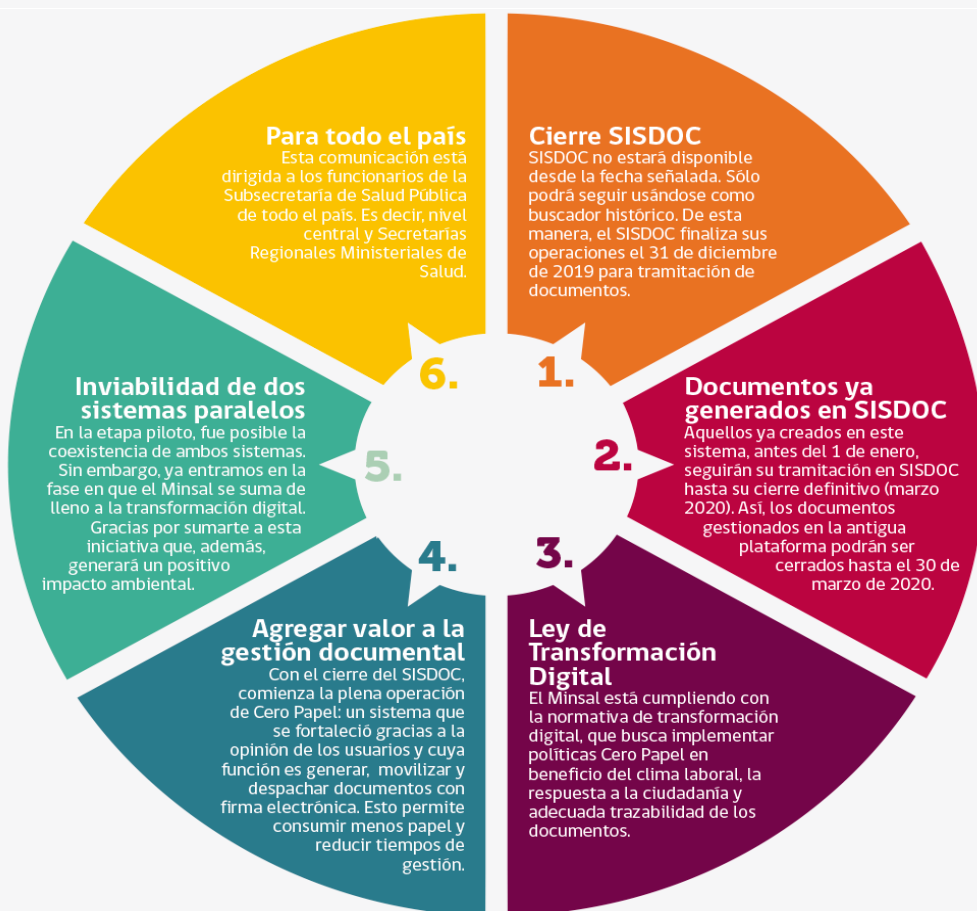 Cierre SISDOC
SISDOC no estará disponible
desde la fecha señalada. Sólo
podrá seguir usándose como
buscador histórico. De esta
manera, el SISDOC finaliza sus
operaciones el 31 de diciembre
de 2019 para tramitación de
documentos.
1.
Documentos ya
generados en SISDOC
Aquellos ya creados en este
sistema, antes del 1 de enero,
seguirán su tramitación en SISDOC
hasta su cierre definitivo (marzo
2020). Así, los documentos
gestionados en la antigua
plataforma podrán ser
cerrados hasta el 30 de
marzo de 2020.
2.
3.
Ley de
Transformación
Digital
El Minsal está cumpliendo con
la normativa de transformación
digital, que busca implementar
políticas Cero Papel en
beneficio del clima laboral, la
respuesta a la ciudadanía y
adecuada trazabilidad de los
documentos.
4.
Agregar valor a la
gestión documental
Con el cierre del SISDOC,
comienza la plena operación
de Cero Papel: un sistema que
se fortaleció gracias a la
opinión de los usuarios y cuya
función es generar, movilizar y
despachar documentos con
firma electrónica. Esto permite
consumir menos papel y
reducir tiempos de
gestión.
Inviabilidad de dos
sistemas paralelos
En la etapa piloto, fue posible la
coexistencia de ambos sistemas.
Sin embargo, ya entramos en la
fase en que el Minsal se suma de
lleno a la transformación digital.
Gracias por sumarte a esta
iniciativa que, además,
generará un positivo
impacto ambiental.
5.
Para todo el país
Esta comunicación está
dirigida a los funcionarios de la
Subsecretaría de Salud Pública
de todo el país. Es decir, nivel
central y Secretarías
Regionales Ministeriales de
Salud.
6.